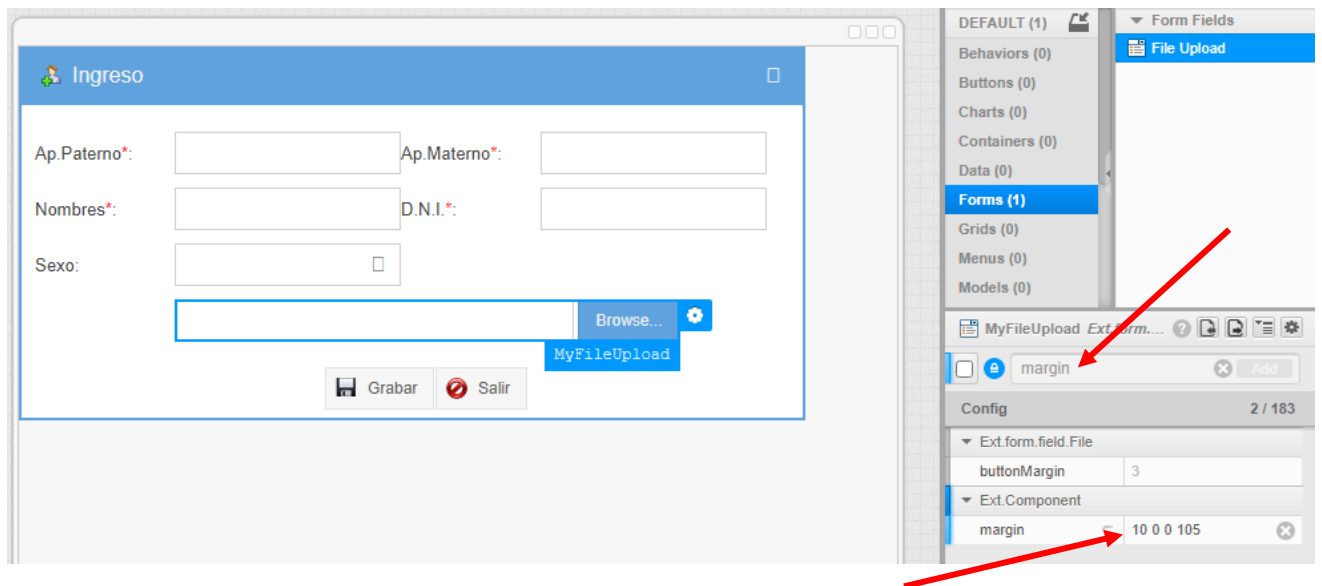 Ingreso
Ap.Paterno*:
Ap.Materno*:
Nombres*:
D.N.I.*:
Sexo:
Browse...
MyFileUpload
Grabar
Salir
DEFAULT (1)
Behaviors (0)
Buttons (0)
Charts (0)
Containers (0)
Data (0)
Forms (1)
Grids (0)
Menus (0)
Models (0)
Form Fields
File Upload
MyFileUpload Ext.form....
margin
Add
Config 2 / 183
Ext.form.field.File
buttonMargin 3
Ext.Component
margin 10 0 0 105